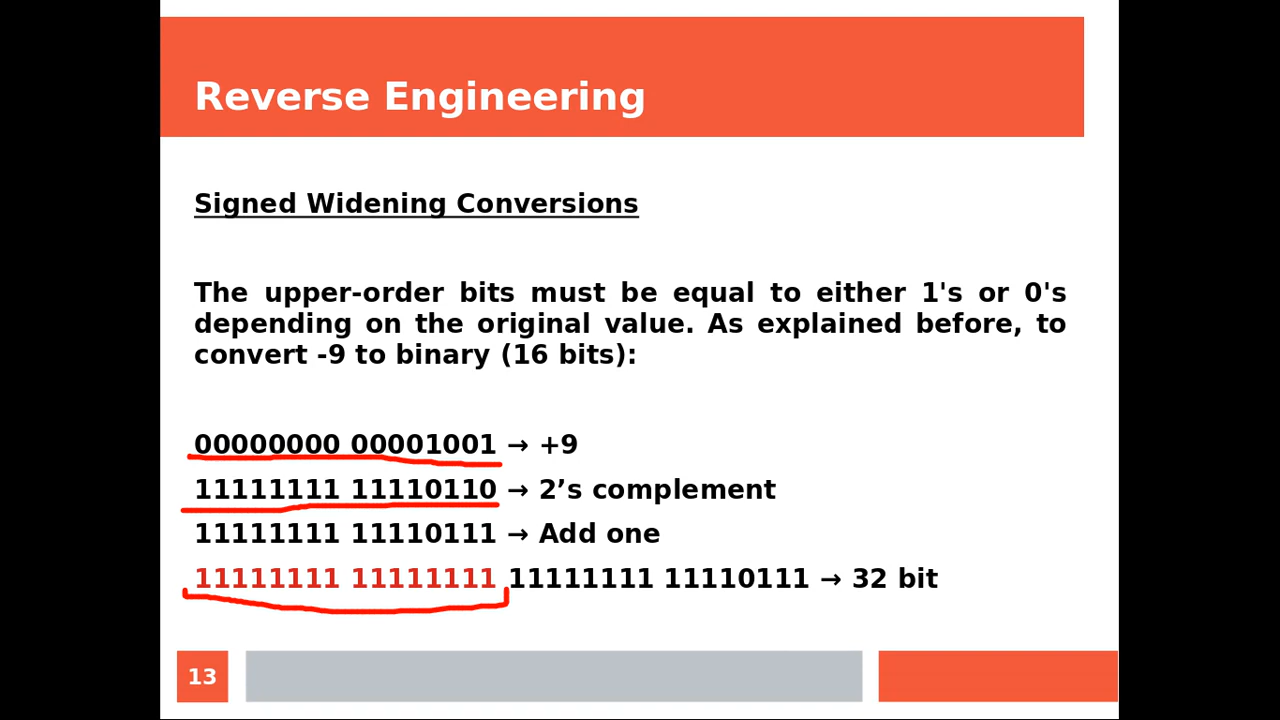 Reverse Engineering
Signed Widening Conversions
The upper-order bits must be equal to either 1's or 0's
depending on the original value. As explained before, to
convert -9 to binary (16 bits):
00000000 00001001 → +9
11111111 11110110 → 2’s complement
11111111 11110111 → Add one
11111111 11111111 11111111 11110111 → 32 bit
13